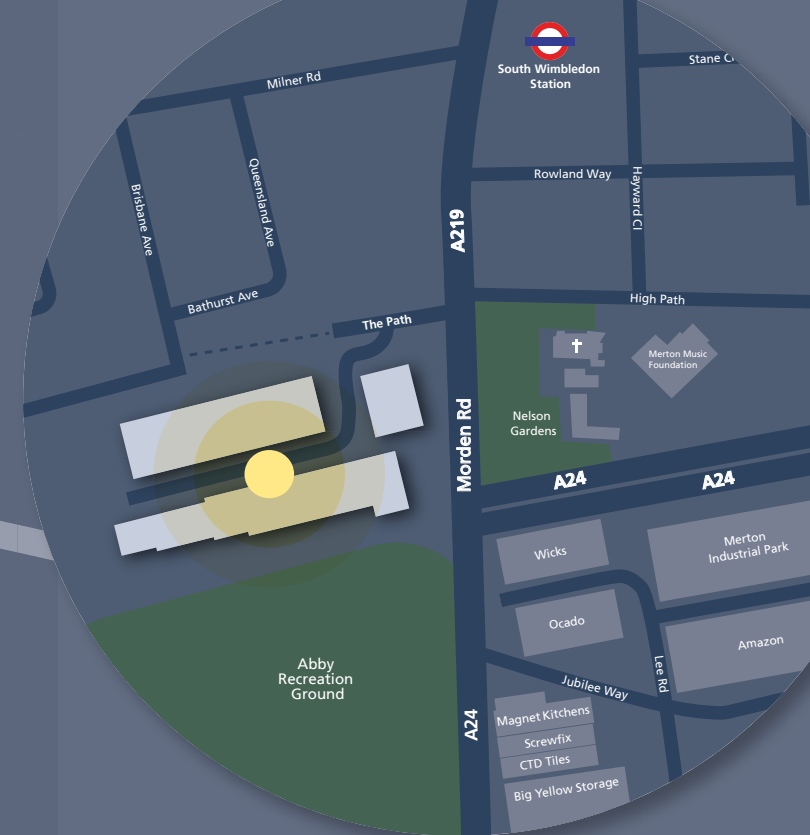 South Wimbledon
Station
Stane Cl
Milner Rd
Rowland Way
Hayward Cl
Queensland Ave
Brisbane Ave
A219
Bathurst Ave
High Path
The Path
Merton Music
Foundation
Nelson
Gardens
Morden Rd
A24
A24
Wicks
Merton
Industrial Park
Ocado
Amazon
Abby
Recreation
Ground
Lee Rd
Jubilee Way
A24
Magnet Kitchens
Screwfix
CTD Tiles
Big Yellow Storage